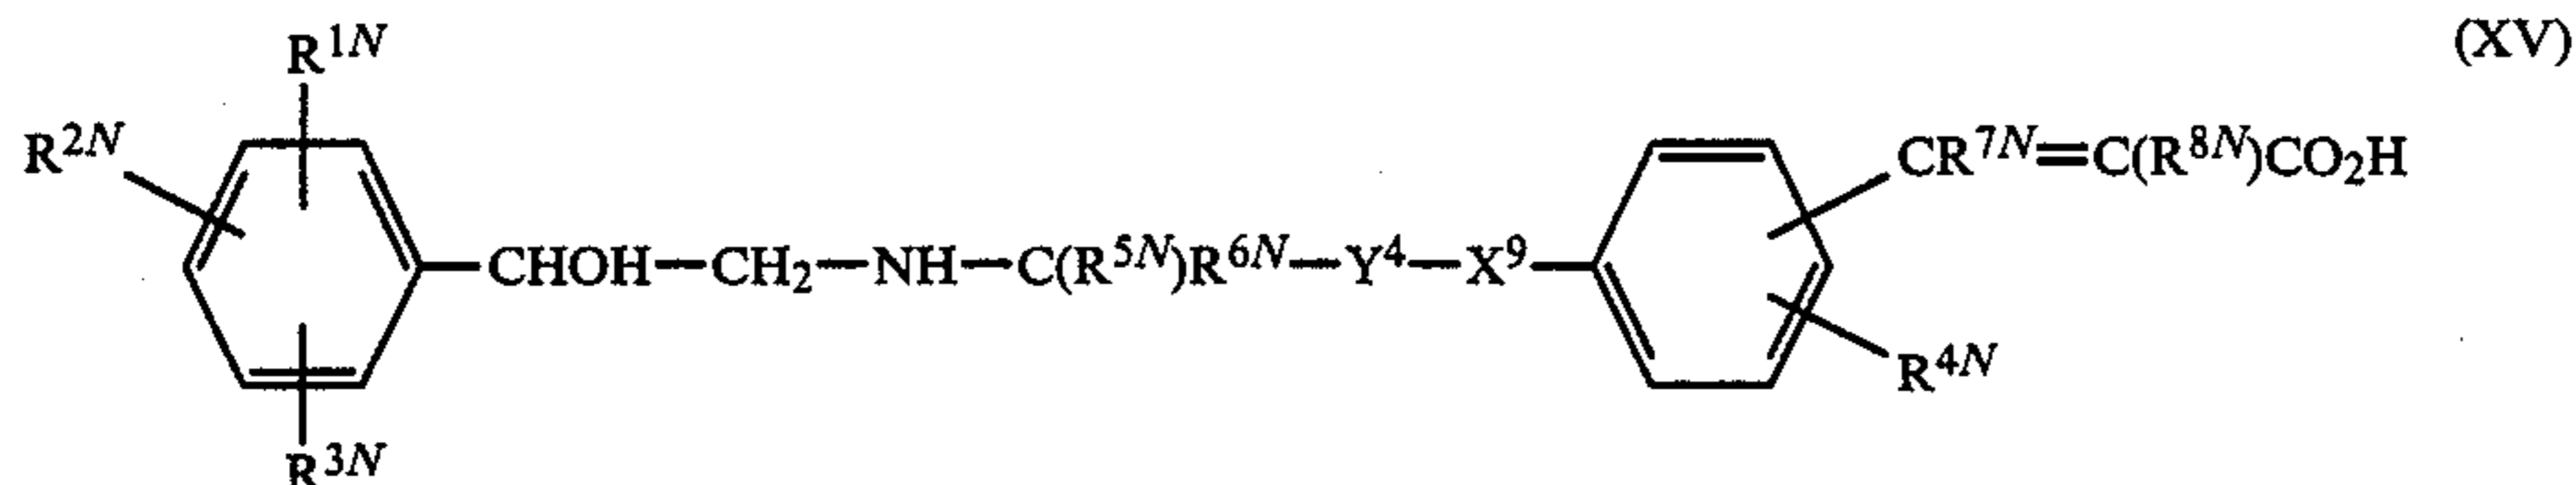 (XV)
R1N
R2N
CR7N=C(R8N)CO2H
CHOH—CH2—NH—C(R5N)R6N—Y4—X9
R4N
R3N